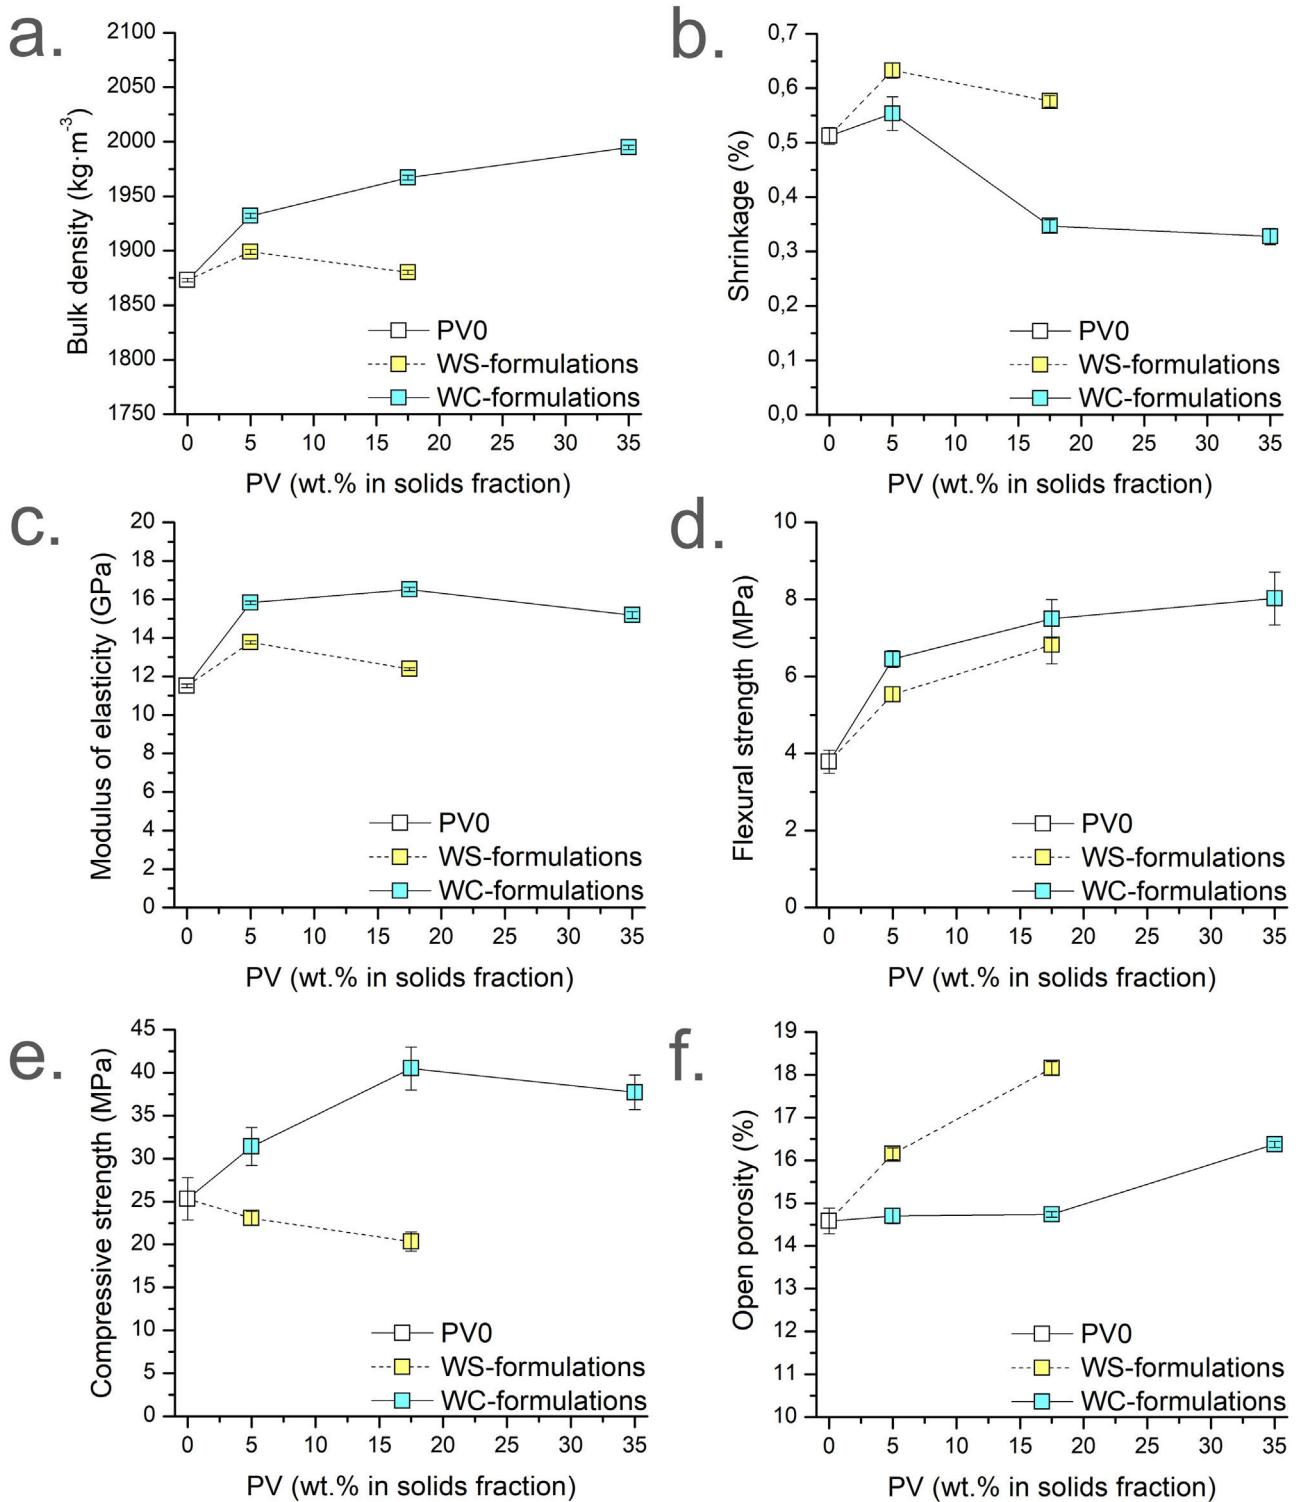 a.
2100
2050
2000
1950
1900
1850
1800
1750
Bulk density (kg·m⁻³)
PV0
WS-formulations
WC-formulations
0 5 10 15 20 25 30 35
PV (wt.% in solids fraction)
b.
0,7
0,6
0,5
0,4
0,3
0,2
0,1
0,0
Shrinkage (%)
PV0
WS-formulations
WC-formulations
0 5 10 15 20 25 30 35
PV (wt.% in solids fraction)
c.
20
18
16
14
12
10
8
6
4
2
0
Modulus of elasticity (GPa)
PV0
WS-formulations
WC-formulations
0 5 10 15 20 25 30 35
PV (wt.% in solids fraction)
d.
10
8
6
4
2
0
Flexural strength (MPa)
PV0
WS-formulations
WC-formulations
0 5 10 15 20 25 30 35
PV (wt.% in solids fraction)
e.
45
40
35
30
25
20
15
10
5
0
Compressive strength (MPa)
PV0
WS-formulations
WC-formulations
0 5 10 15 20 25 30 35
PV (wt.% in solids fraction)
f.
19
18
17
16
15
14
13
12
11
10
Open porosity (%)
PV0
WS-formulations
WC-formulations
0 5 10 15 20 25 30 35
PV (wt.% in solids fraction)